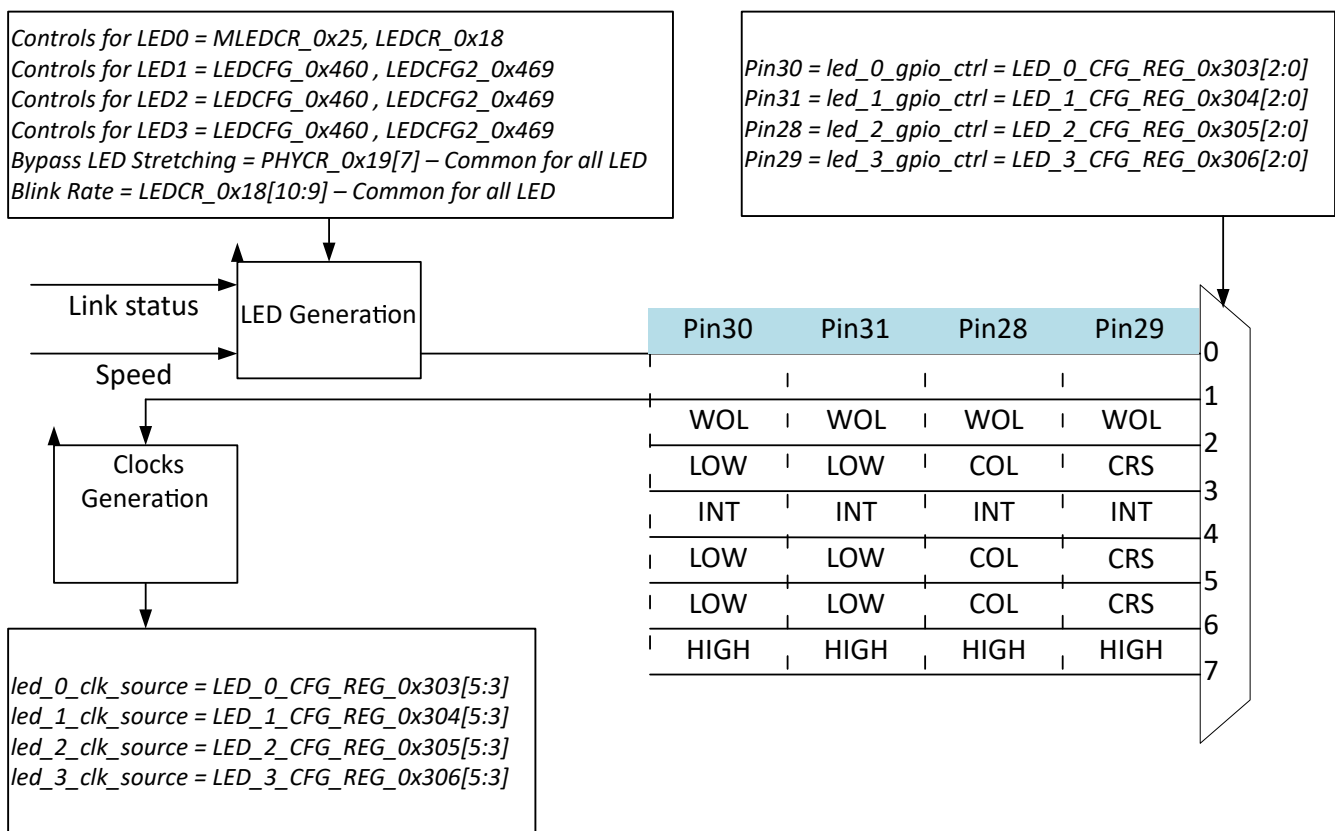 Controls for LED0 = MLEDCR_0x25, LEDCR_0x18
Controls for LED1 = LEDCFG_0x460 , LEDCFG2_0x469
Controls for LED2 = LEDCFG_0x460 , LEDCFG2_0x469
Controls for LED3 = LEDCFG_0x460 , LEDCFG2_0x469
Bypass LED Stretching = PHYCR_0x19[7] – Common for all LED
Blink Rate = LEDCR_0x18[10:9] – Common for all LED
Pin30 = led_0_gpio_ctrl = LED_0_CFG_REG_0x303[2:0]
Pin31 = led_1_gpio_ctrl = LED_1_CFG_REG_0x304[2:0]
Pin28 = led_2_gpio_ctrl = LED_2_CFG_REG_0x305[2:0]
Pin29 = led_3_gpio_ctrl = LED_3_CFG_REG_0x306[2:0]
Link status
LED Generation
Speed
Pin30 Pin31 Pin28 Pin29
0
1
WOL WOL WOL WOL
2
LOW LOW COL CRS
3
INT INT INT INT
4
LOW LOW COL CRS
5
LOW LOW COL CRS
6
HIGH HIGH HIGH HIGH
7
Clocks
Generation
led_0_clk_source = LED_0_CFG_REG_0x303[5:3]
led_1_clk_source = LED_1_CFG_REG_0x304[5:3]
led_2_clk_source = LED_2_CFG_REG_0x305[5:3]
led_3_clk_source = LED_3_CFG_REG_0x306[5:3]